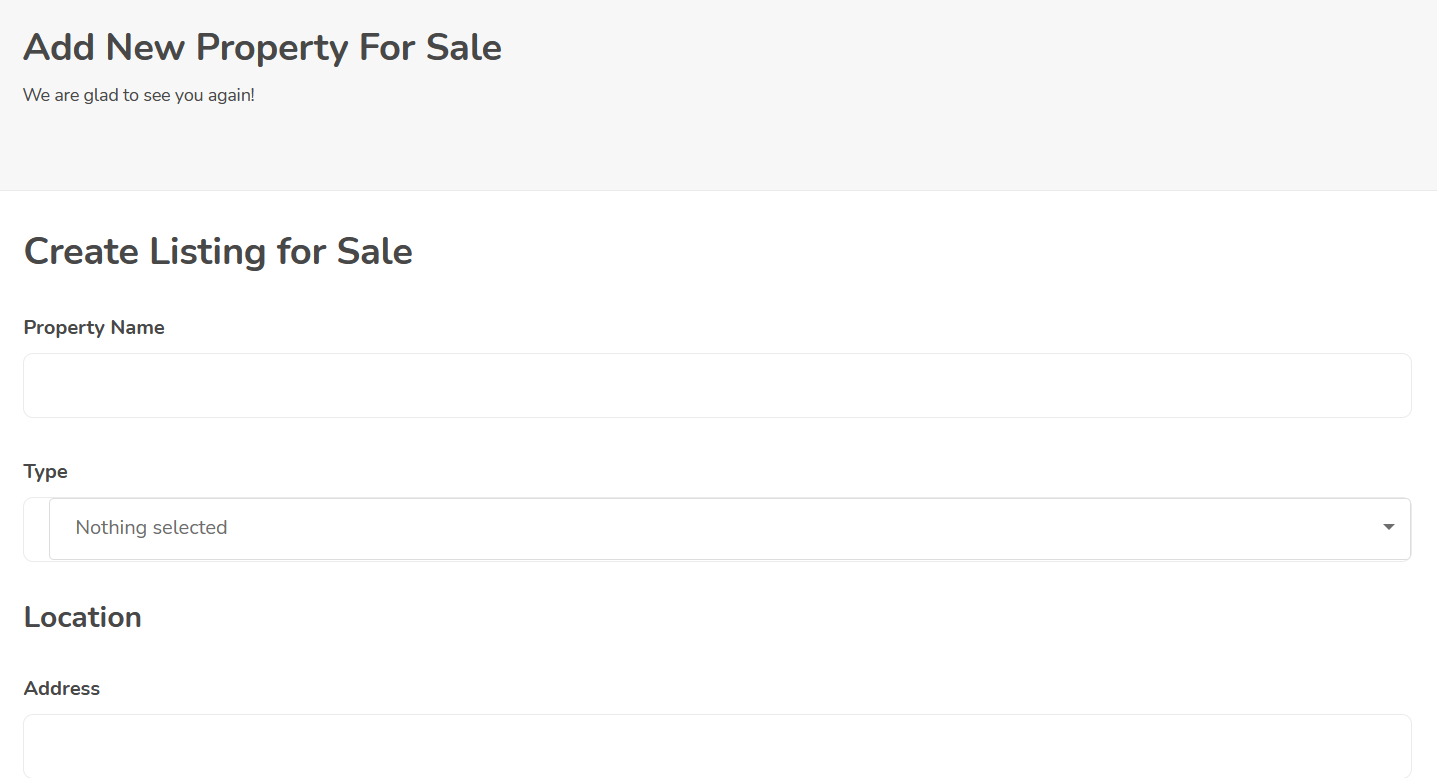 Add New Property For Sale
We are glad to see you again!
Create Listing for Sale
Property Name
Type
Nothing selected
Location
Address